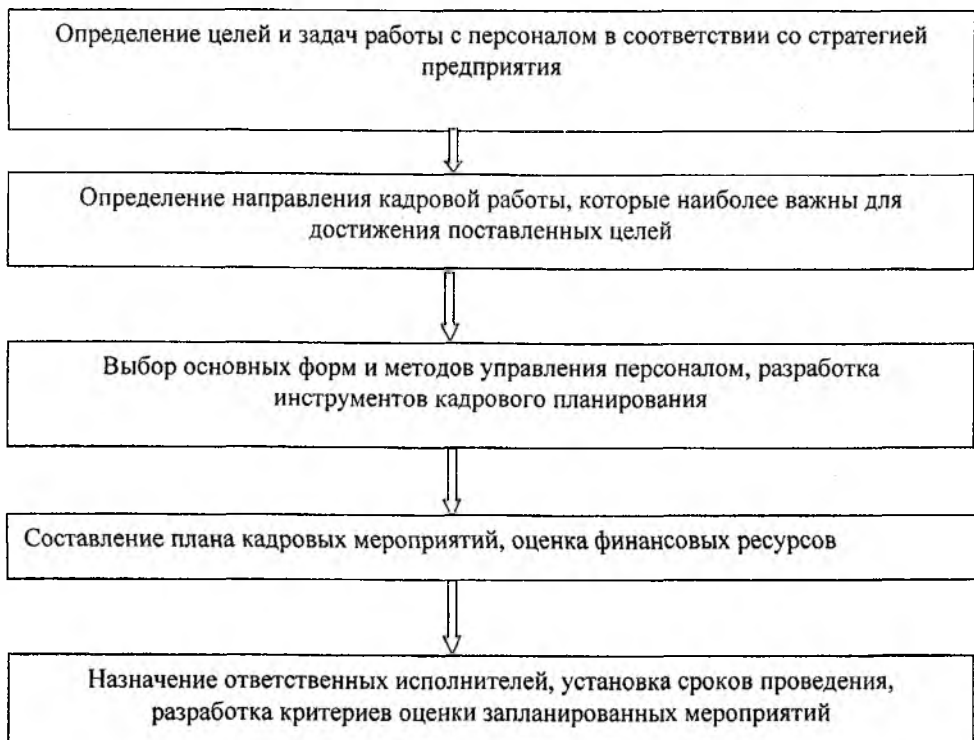 Определение целей и задач работы с персоналом в соответствии со стратегией
предприятия
Определение направления кадровой работы, которые наиболее важны для
достижения поставленных целей
Выбор основных форм и методов управления персоналом, разработка
инструментов кадрового планирования
Составление плана кадровых мероприятий, оценка финансовых ресурсов
Назначение ответственных исполнителей, установка сроков проведения,
разработка критериев оценки запланированных мероприятий